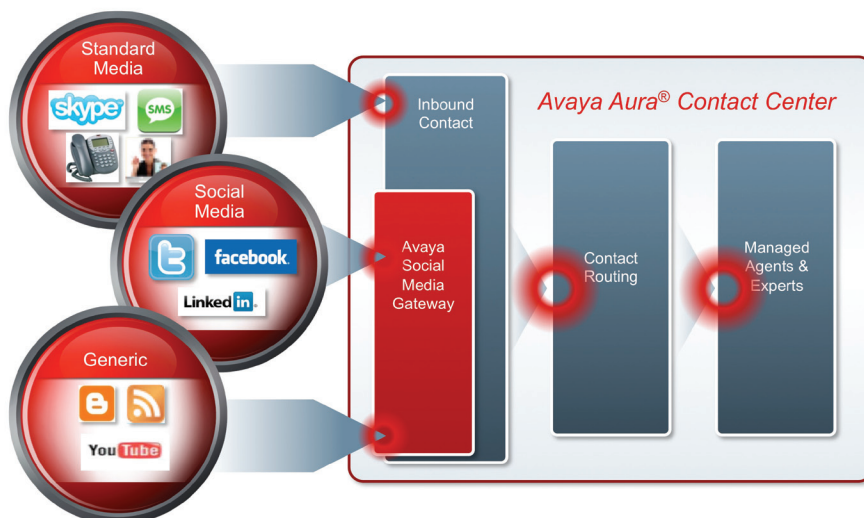 Standard
Media
skype
SMS
Social
Media
facebook.
Linked in®
Generic
You Tube
Inbound
Contact
Avaya
Social
Media
Gateway
Avaya Aura® Contact Center
Contact
Routing
Managed
Agents &
Experts